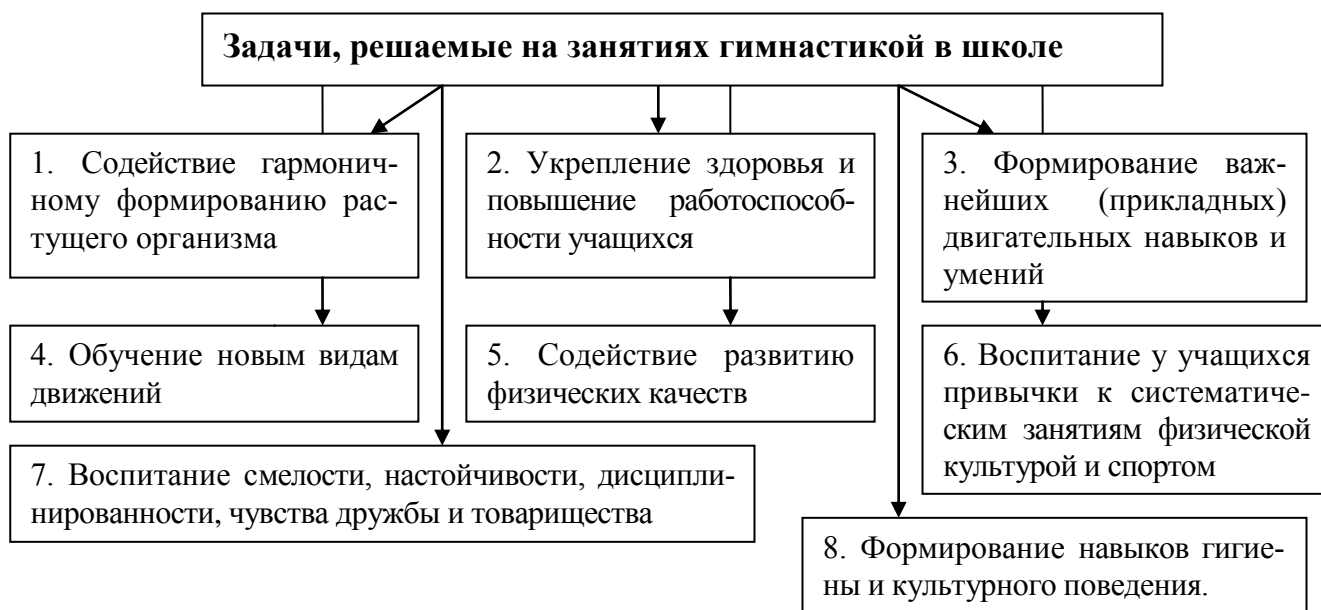 Задачи, решаемые на занятиях гимнастикой в школе
1. Содействие гармонич-
ному формированию рас-
тущего организма
2. Укрепление здоровья и
повышение работоспособ-
ности учащихся
3. Формирование важ-
нейших (прикладных)
двигательных навыков и
умений
4. Обучение новым видам
движений
5. Содействие развитию
физических качеств
6. Воспитание у учащихся
привычки к систематиче-
ским занятиям физической
культурой и спортом
7. Воспитание смелости, настойчивости, дисципли-
нированности, чувства дружбы и товарищества
8. Формирование навыков гигие-
ны и культурного поведения.